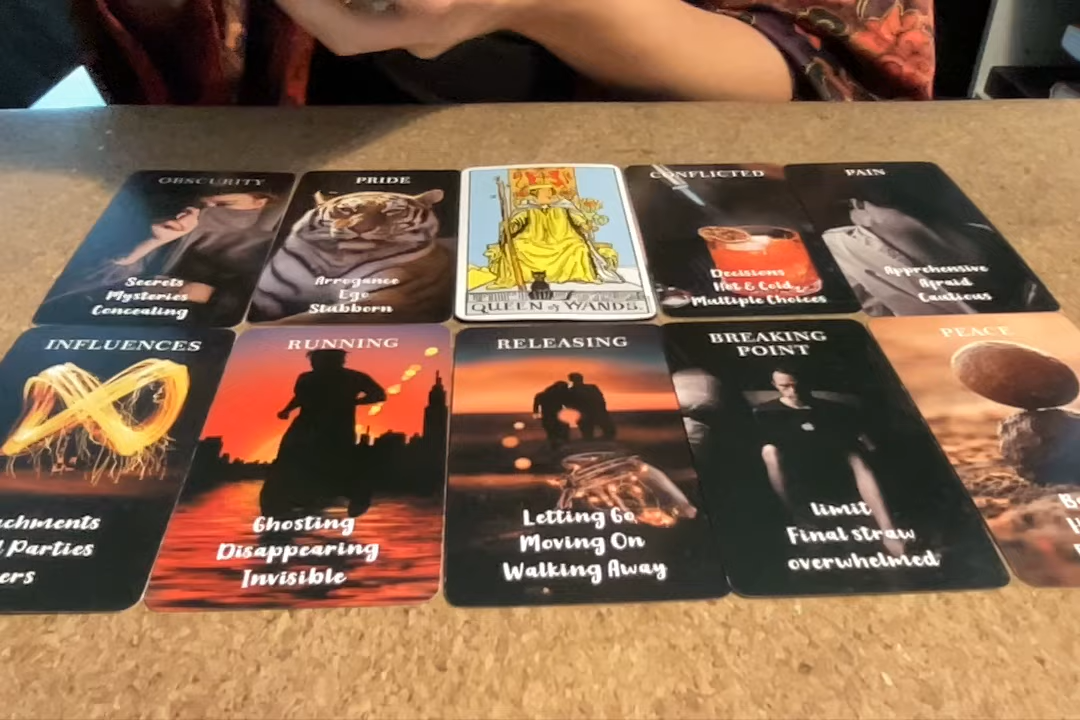 OBSCURITY
Secrets
Mysteries
Concealing
PRIDE
Arrogance
Ego
Stubborn
QUEEN of WANDS.
CONFLICTED
Decisions
Hot & Cold
Multiple Choices
PAIN
Apprehensive
Afraid
Cautious
INFLUENCES
achments
Parties
ers
RUNNING
Ghosting
Disappearing
Invisible
RELEASING
Letting Go
Moving On
Walking Away
BREAKING
POINT
limit
Final straw
overwhelmed
PEACE